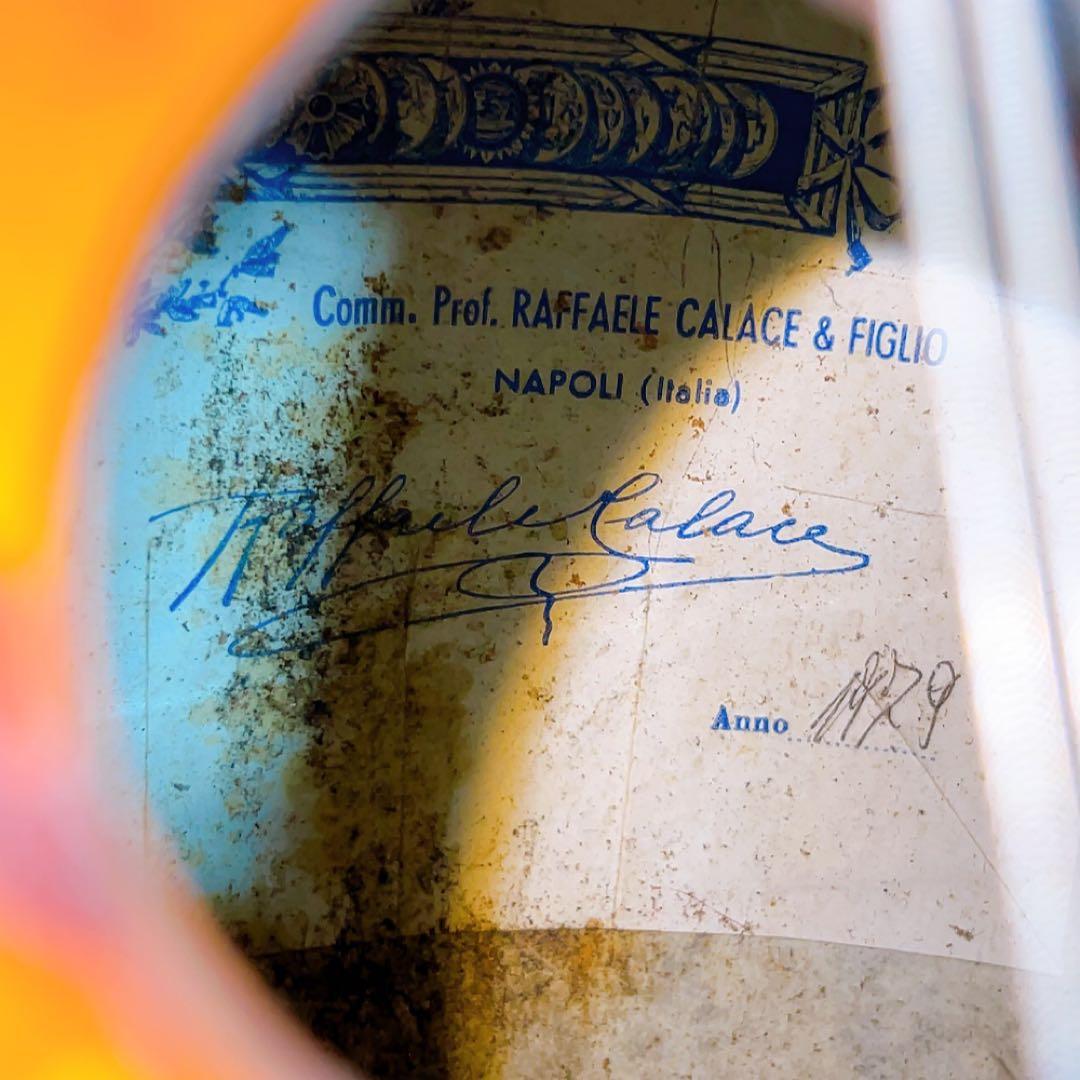 Comm. Prof. RAFFAELE CALACE & FIGLIO
NAPOLI (Italia)
Raffaele Calace
Anno 1979